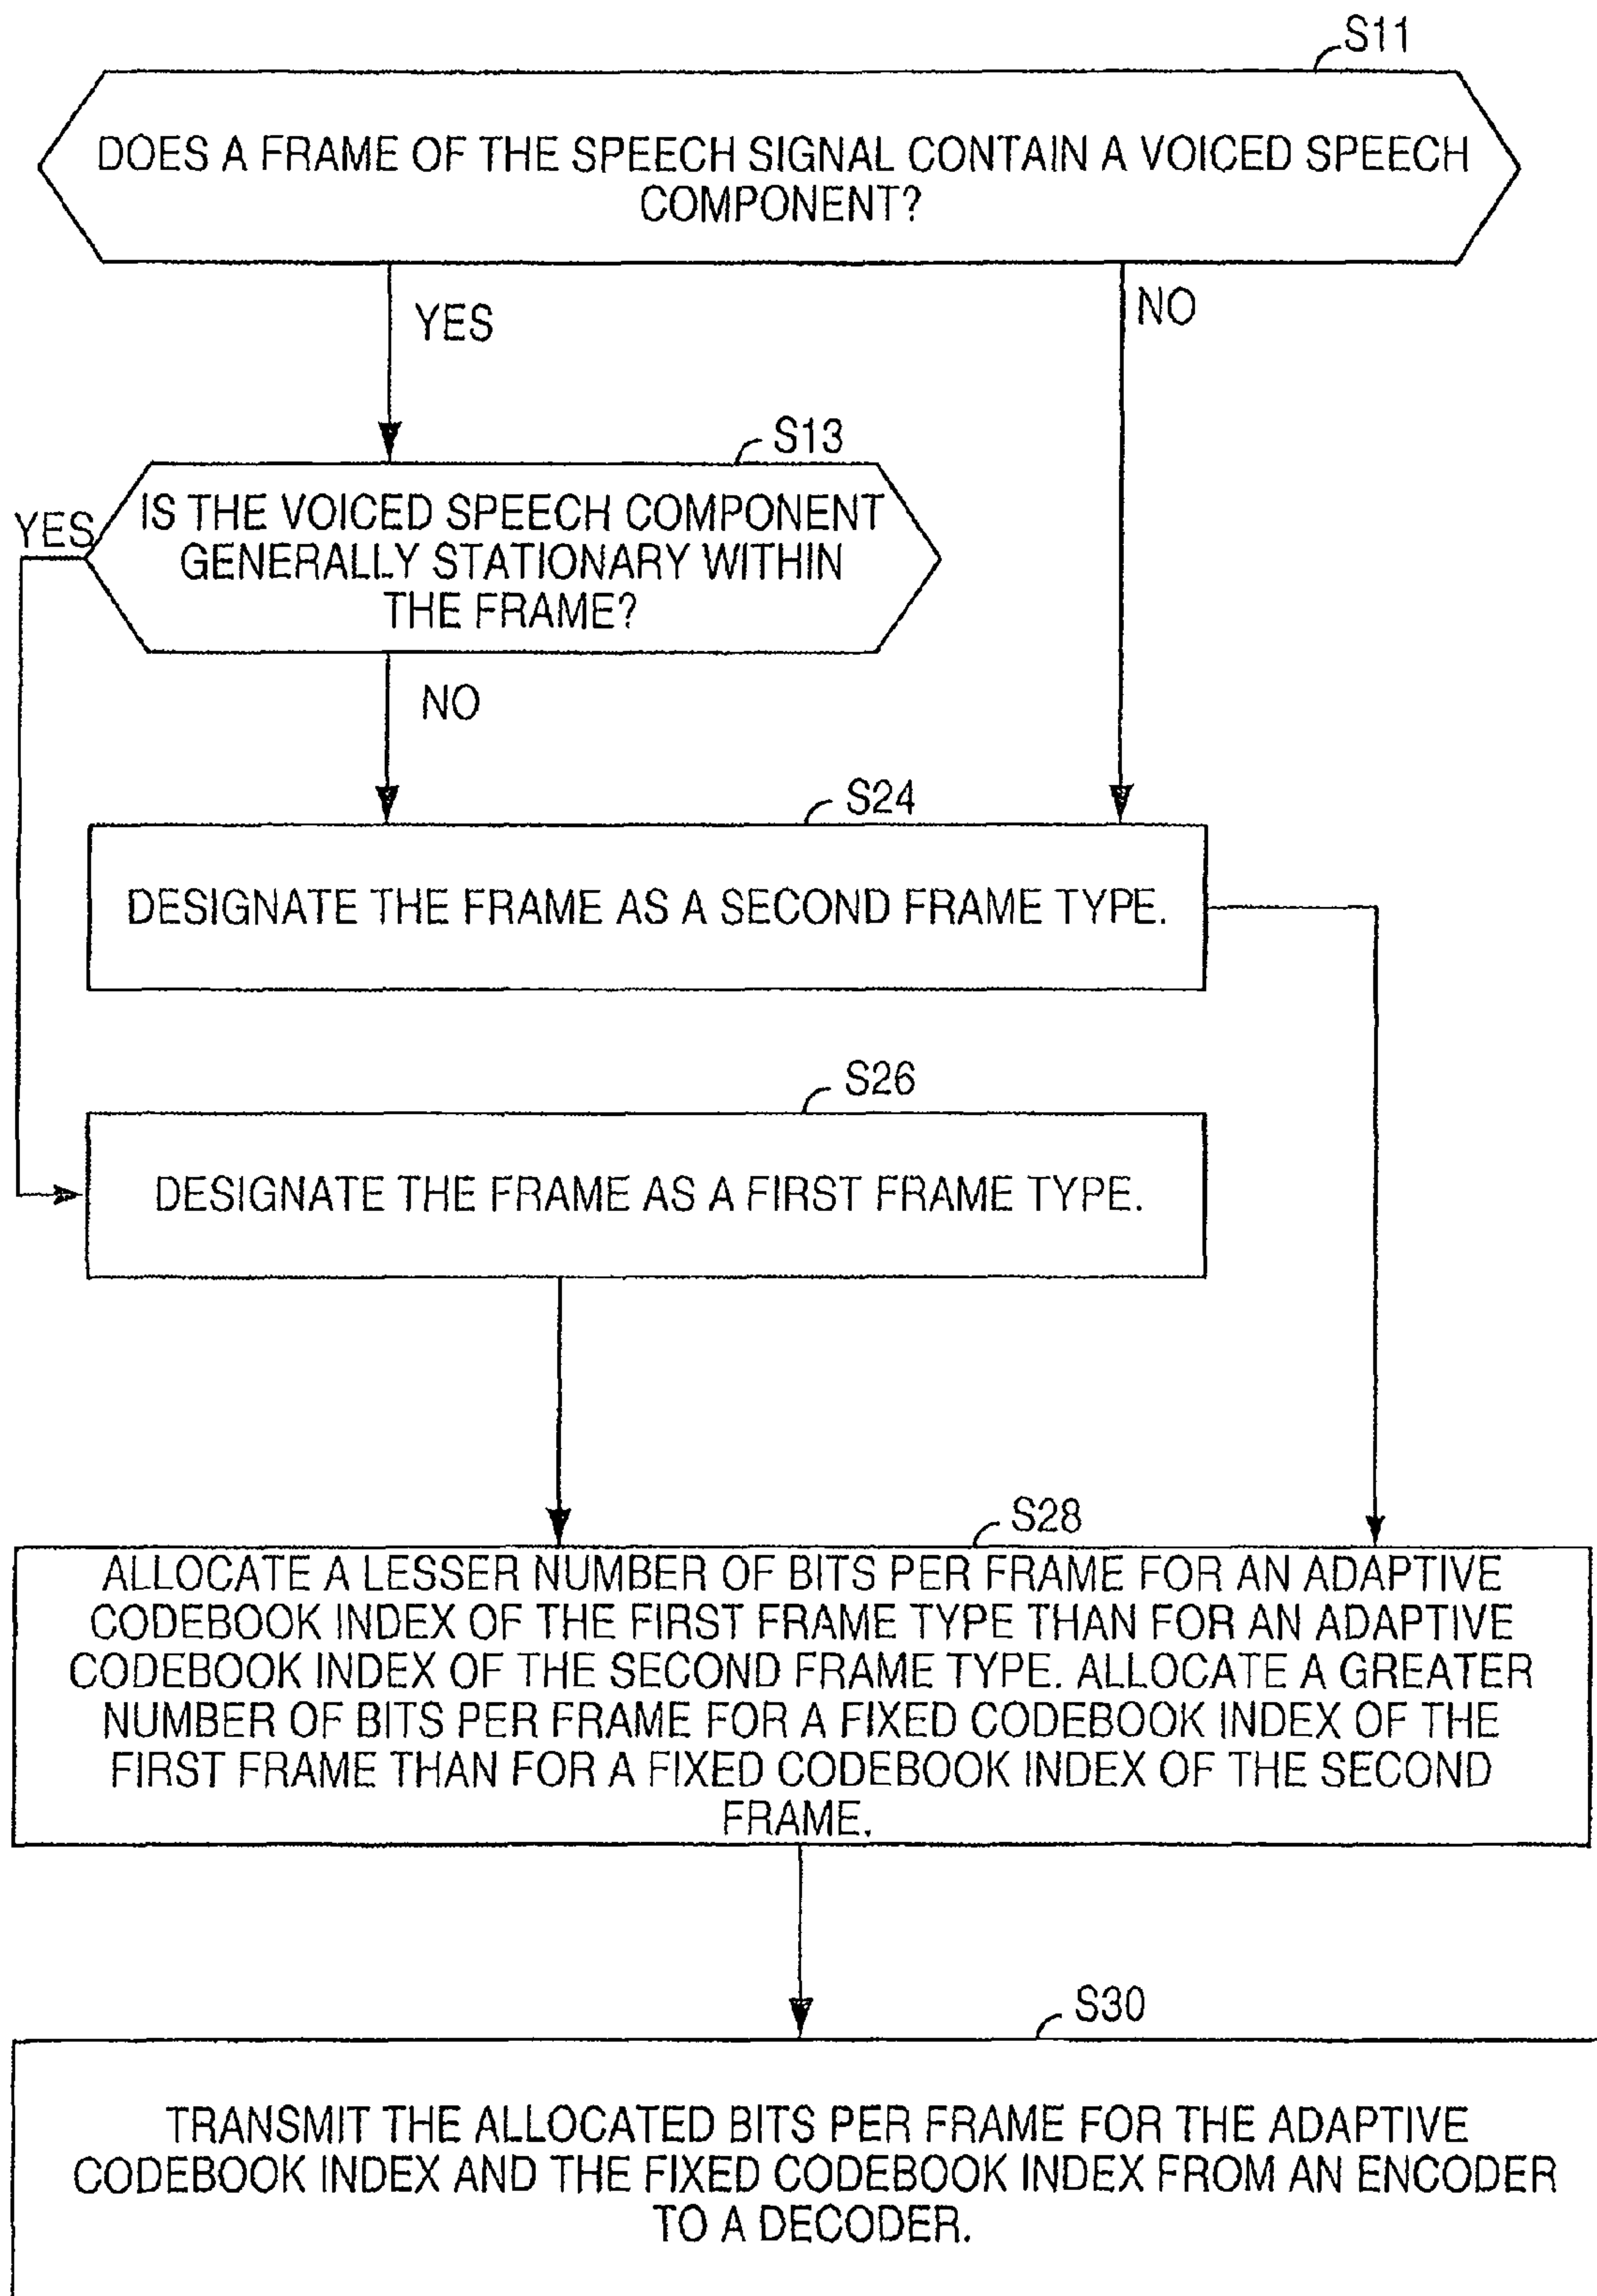 S11
DOES A FRAME OF THE SPEECH SIGNAL CONTAIN A VOICED SPEECH
COMPONENT?
YES
NO
S13
IS THE VOICED SPEECH COMPONENT
GENERALLY STATIONARY WITHIN
THE FRAME?
YES
NO
S24
DESIGNATE THE FRAME AS A SECOND FRAME TYPE.
S26
DESIGNATE THE FRAME AS A FIRST FRAME TYPE.
S28
ALLOCATE A LESSER NUMBER OF BITS PER FRAME FOR AN ADAPTIVE
CODEBOOK INDEX OF THE FIRST FRAME TYPE THAN FOR AN ADAPTIVE
CODEBOOK INDEX OF THE SECOND FRAME TYPE. ALLOCATE A GREATER
NUMBER OF BITS PER FRAME FOR A FIXED CODEBOOK INDEX OF THE
FIRST FRAME THAN FOR A FIXED CODEBOOK INDEX OF THE SECOND
FRAME.
S30
TRANSMIT THE ALLOCATED BITS PER FRAME FOR THE ADAPTIVE
CODEBOOK INDEX AND THE FIXED CODEBOOK INDEX FROM AN ENCODER
TO A DECODER.